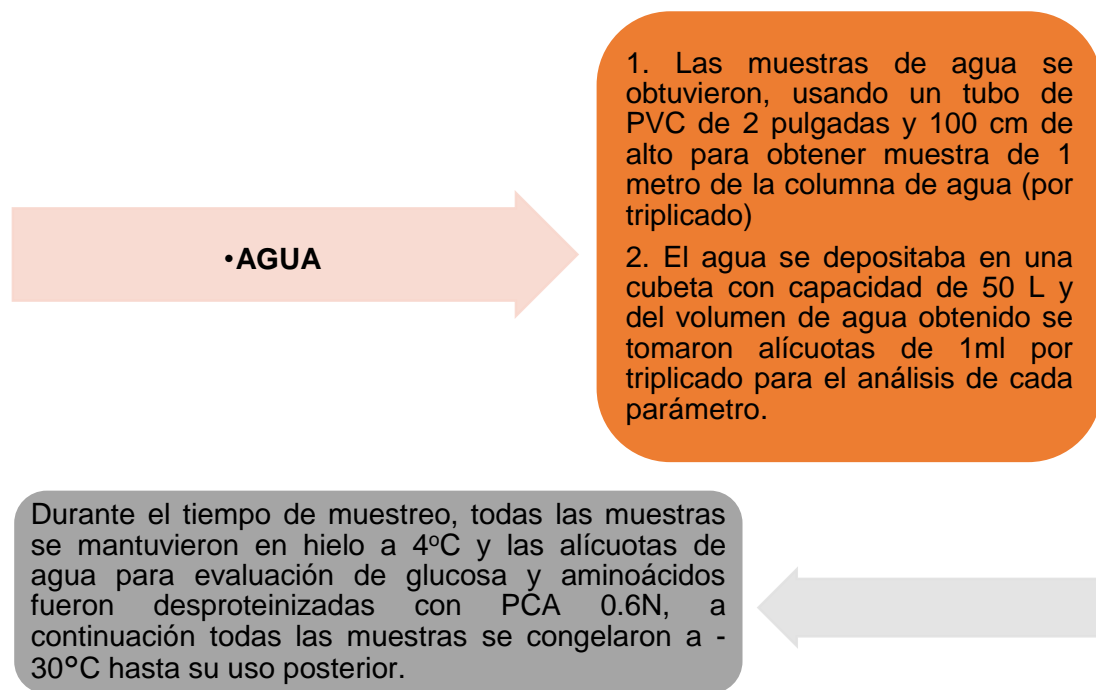 •AGUA
1. Las muestras de agua se
obtuvieron, usando un tubo de
PVC de 2 pulgadas y 100 cm de
alto para obtener muestra de 1
metro de la columna de agua (por
triplicado)
2. El agua se depositaba en una
cubeta con capacidad de 50 L y
del volumen de agua obtenido se
tomaron alícuotas de 1ml por
triplicado para el análisis de cada
parámetro.
Durante el tiempo de muestreo, todas las muestras
se mantuvieron en hielo a 4ºC y las alícuotas de
agua para evaluación de glucosa y aminoácidos
fueron desproteinizadas con PCA 0.6N, a
continuación todas las muestras se congelaron a -
30°C hasta su uso posterior.